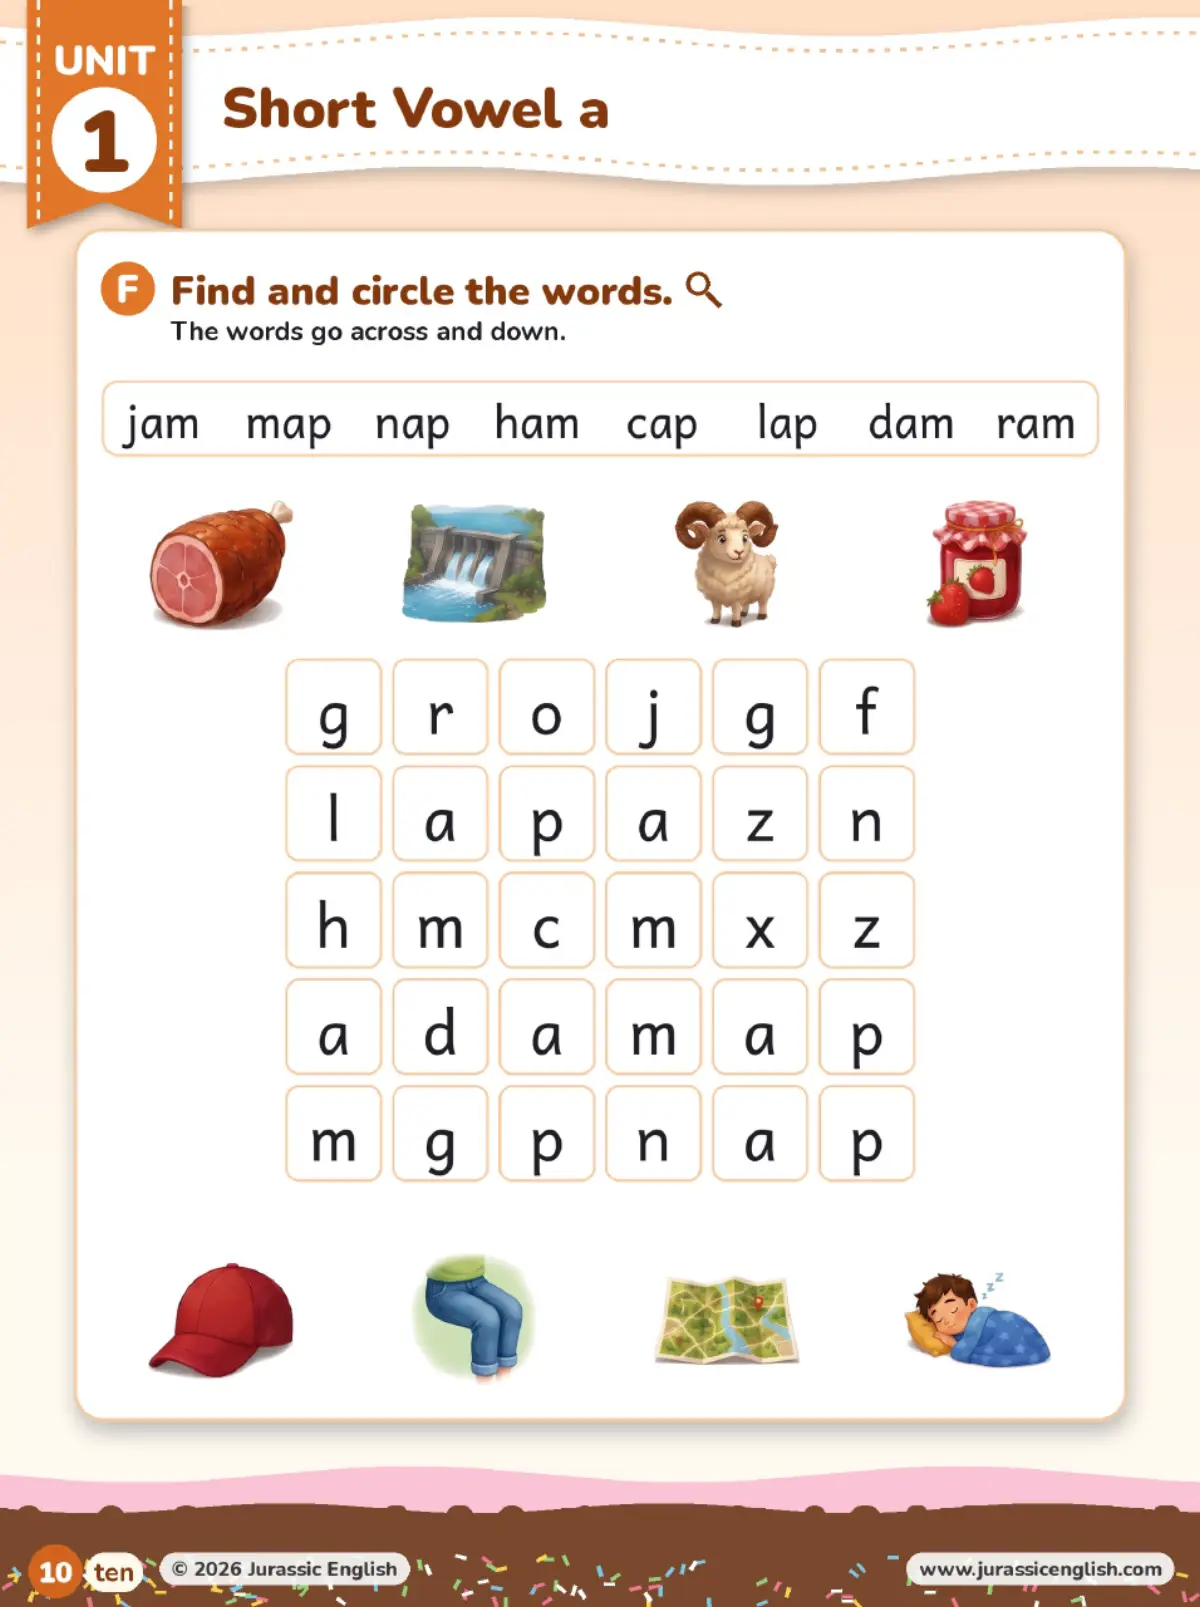 UNIT
1
Short Vowel a
F Find and circle the words.
The words go across and down.
jam map nap ham cap lap dam ram
g r o j g f
l a p a z n
h m c m x z
a d a m a p
m g p n a p
z z z
10 ten © 2026 Jurassic English www.jurassicenglish.com